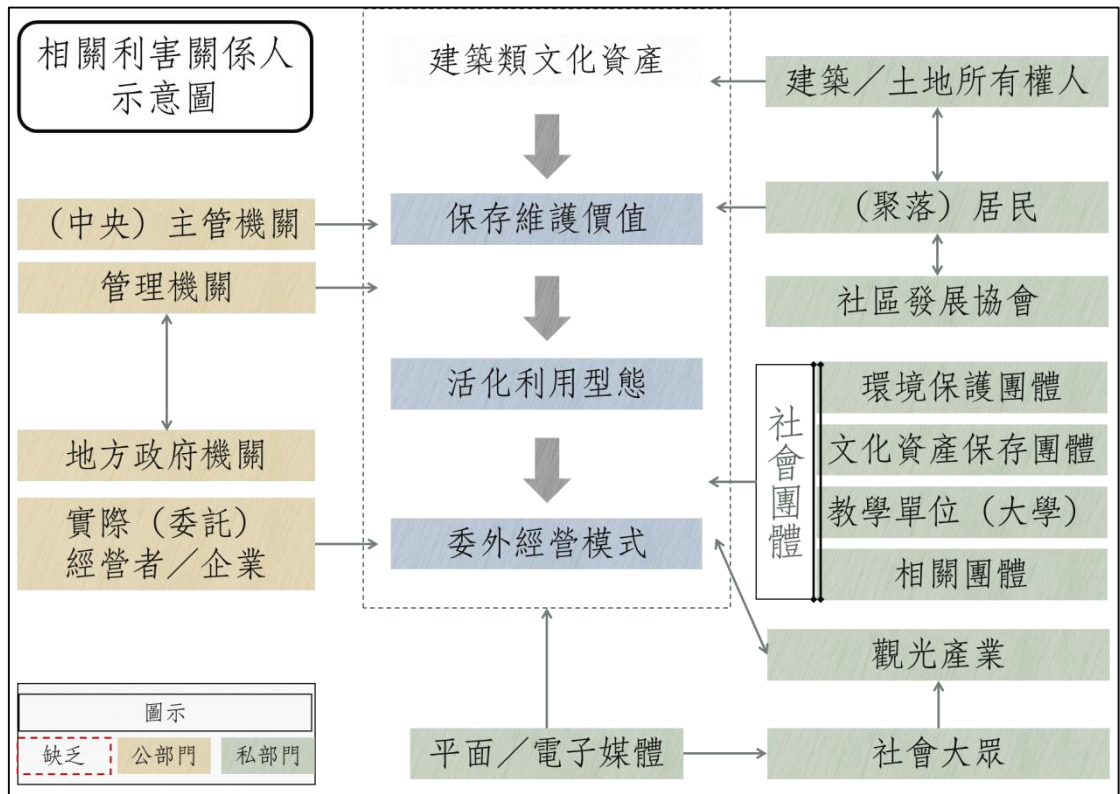 相關利害關係人
示意圖
建築類文化資產
保存維護價值
活化利用型態
委外經營模式
（中央）主管機關
管理機關
地方政府機關
實際（委託）
經營者／企業
建築／土地所有權人
（聚落）居民
社區發展協會
社會團體
環境保護團體
文化資產保存團體
教學單位（大學）
相關團體
觀光產業
平面／電子媒體
社會大眾
圖示
缺乏
公部門
私部門